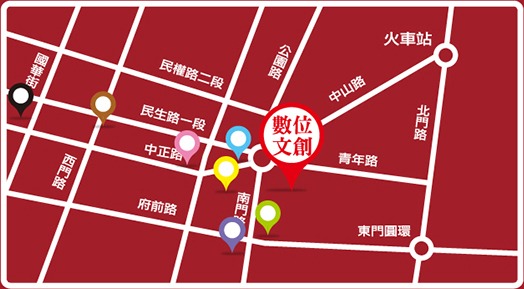 火車站
國華街
公園路
民權路二段
中山路
北門路
民生路一段
數位
文創
中正路
青年路
西門路
府前路
南門路
東門圓環